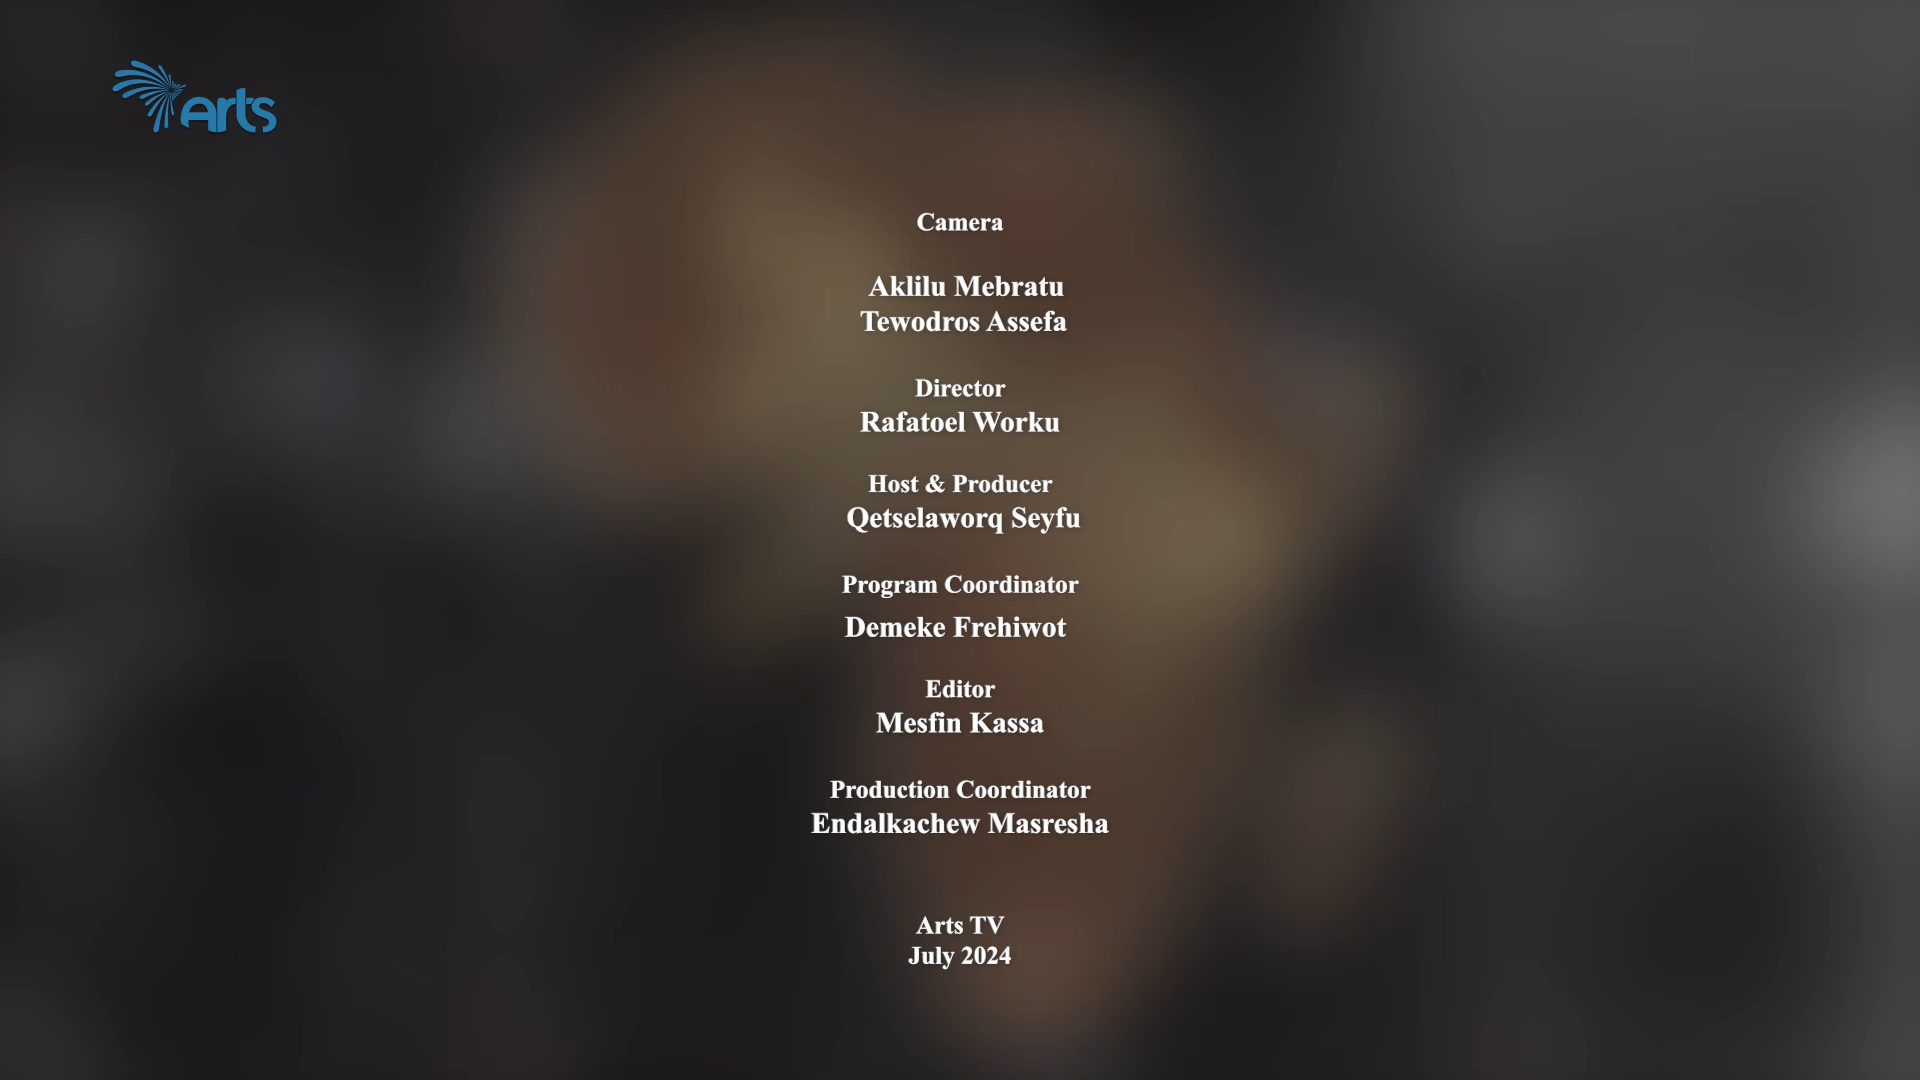 Arts
Camera
Aklilu Mebratu
Tewodros Assefa
Director
Rafatoel Worku
Host & Producer
Qetselaworq Seyfu
Program Coordinator
Demeke Frehiwot
Editor
Mesfin Kassa
Production Coordinator
Endalkachew Masresha
Arts TV
July 2024